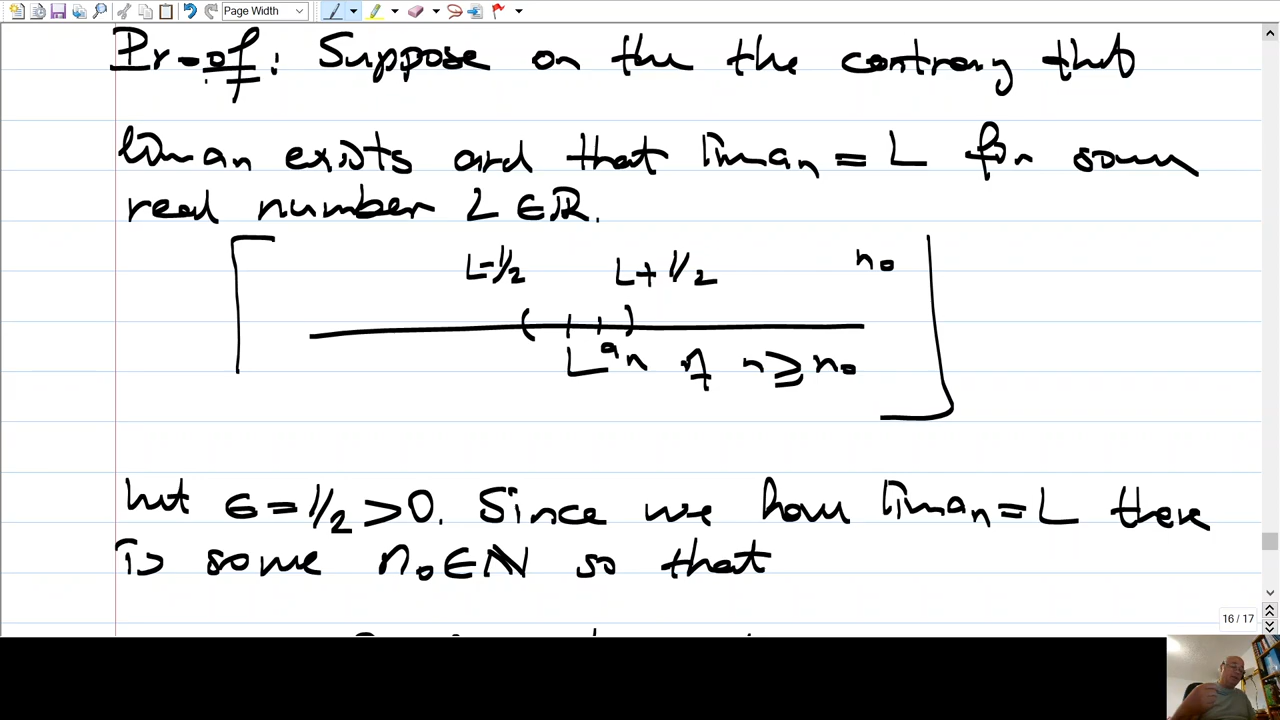 Page Width
Proof: Suppose on the the contrary that
lim an exists and that lim an = L for some
real number L ∈ ℝ.
L-1/2 L+1/2 n₀
( | | )
L an if n ≥ n₀
Let ϵ = 1/2 > 0. Since we have lim an = L there
is some n₀ ∈ ℕ so that
16 / 17